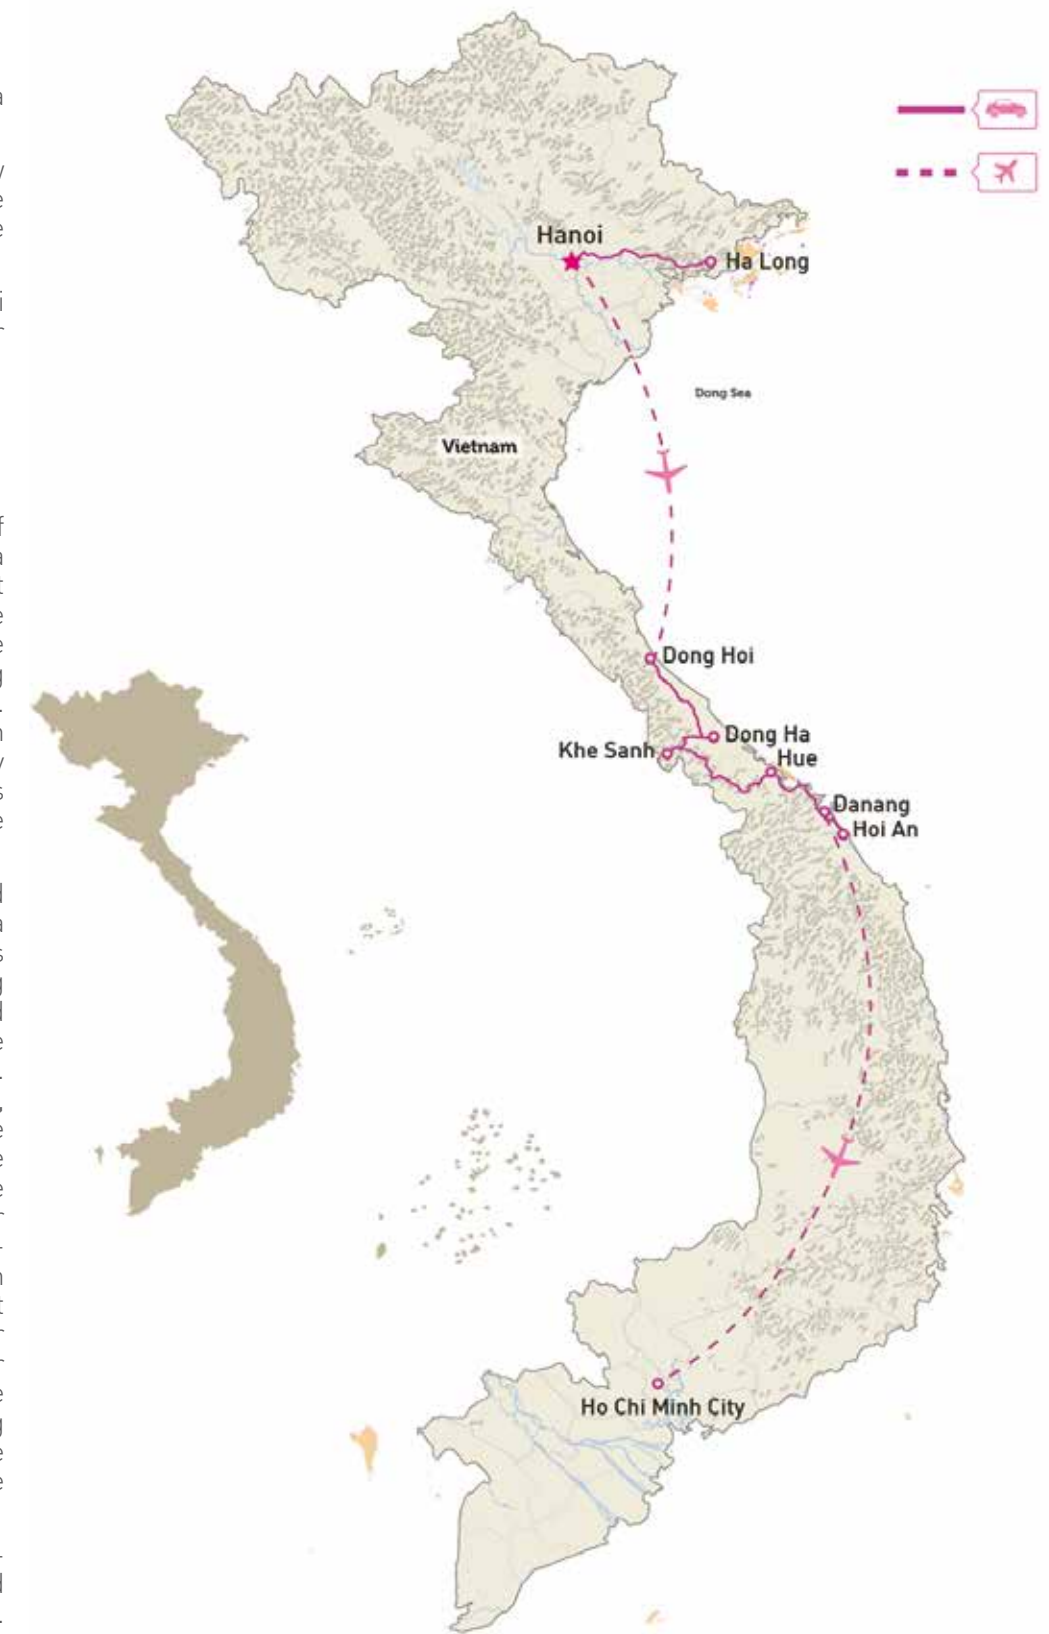 Hanoi
Ha Long
Dong Sea
Vietnam
Dong Hoi
Dong Ha
Khe Sanh
Hue
Danang
Hoi An
Ho Chi Minh City